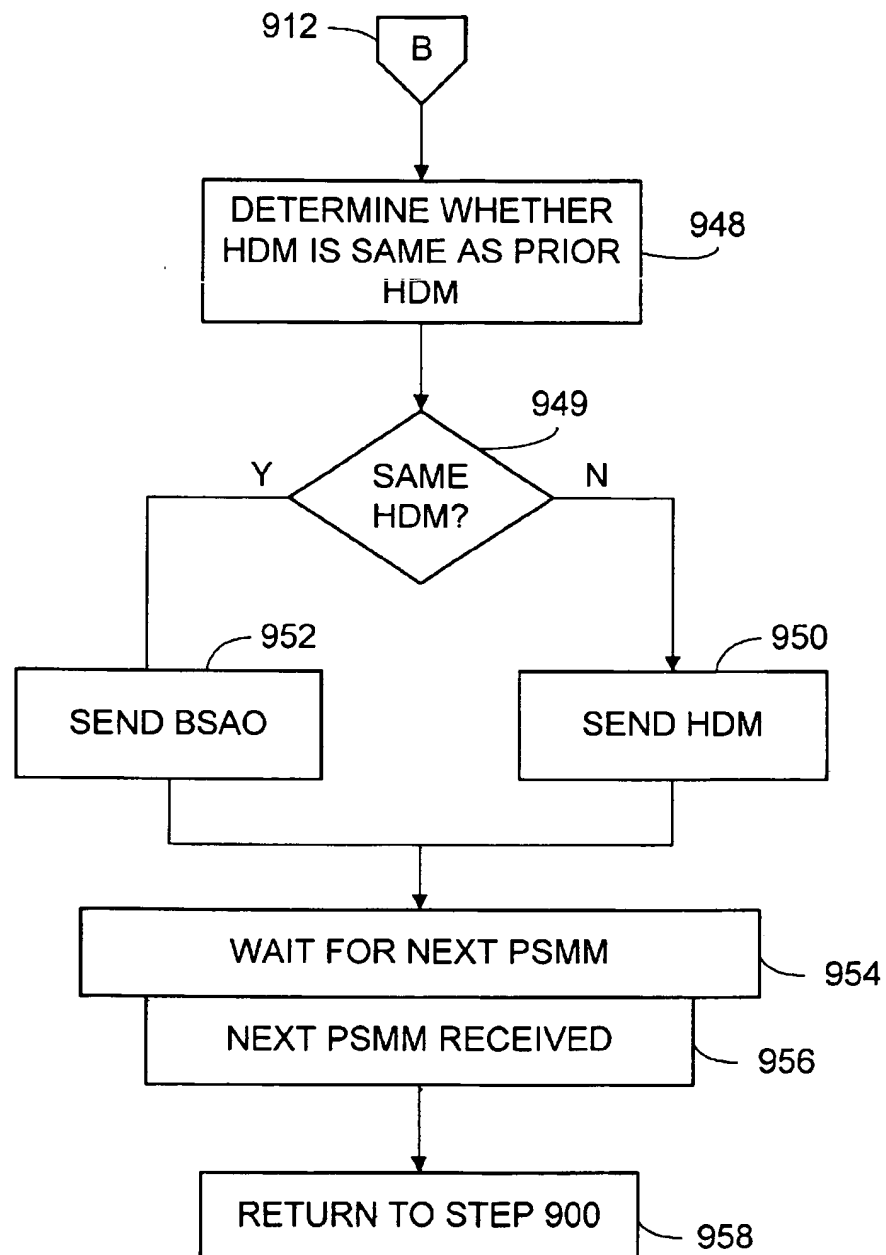 912
B
DETERMINE WHETHER
HDM IS SAME AS PRIOR
HDM
948
949
Y
SAME
HDM?
N
952
950
SEND BSAO
SEND HDM
WAIT FOR NEXT PSMM
954
NEXT PSMM RECEIVED
956
RETURN TO STEP 900
958